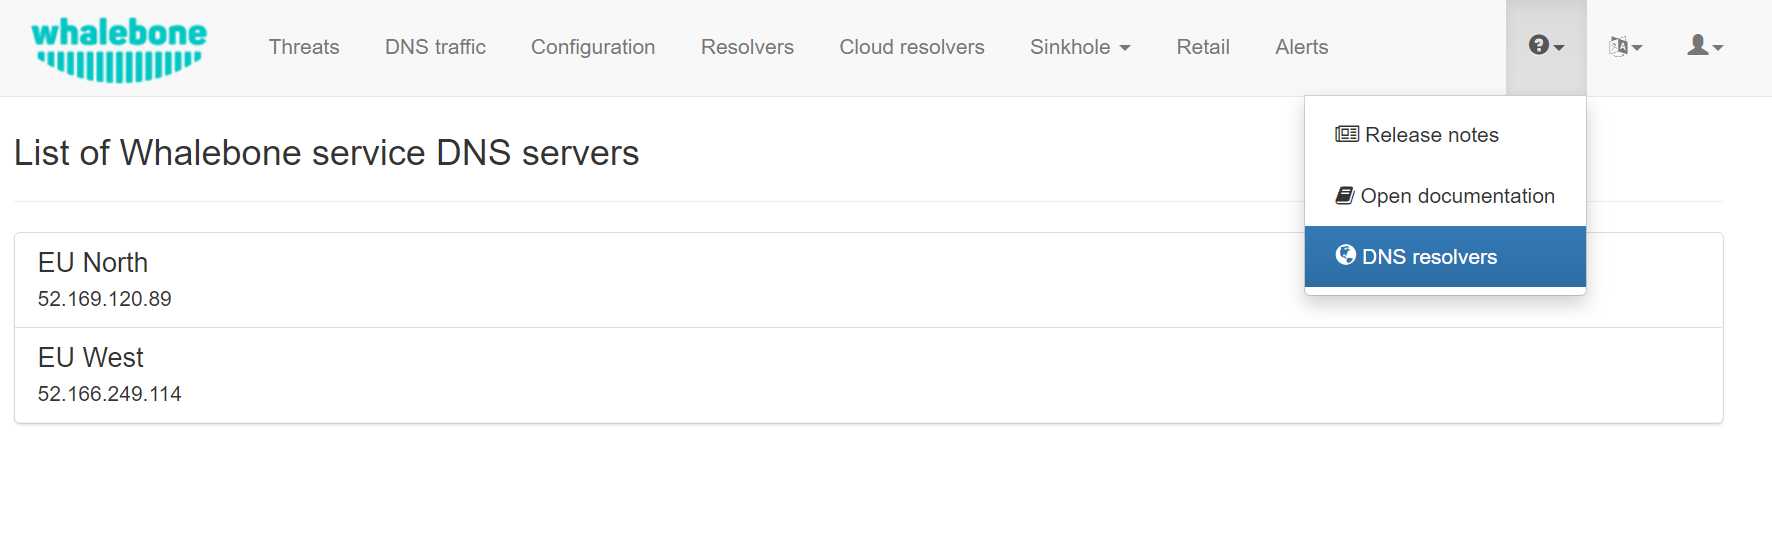 whalebone
Threats DNS traffic Configuration Resolvers Cloud resolvers Sinkhole Retail Alerts
Release notes
Open documentation
DNS resolvers
List of Whalebone service DNS servers
EU North
52.169.120.89
EU West
52.166.249.114